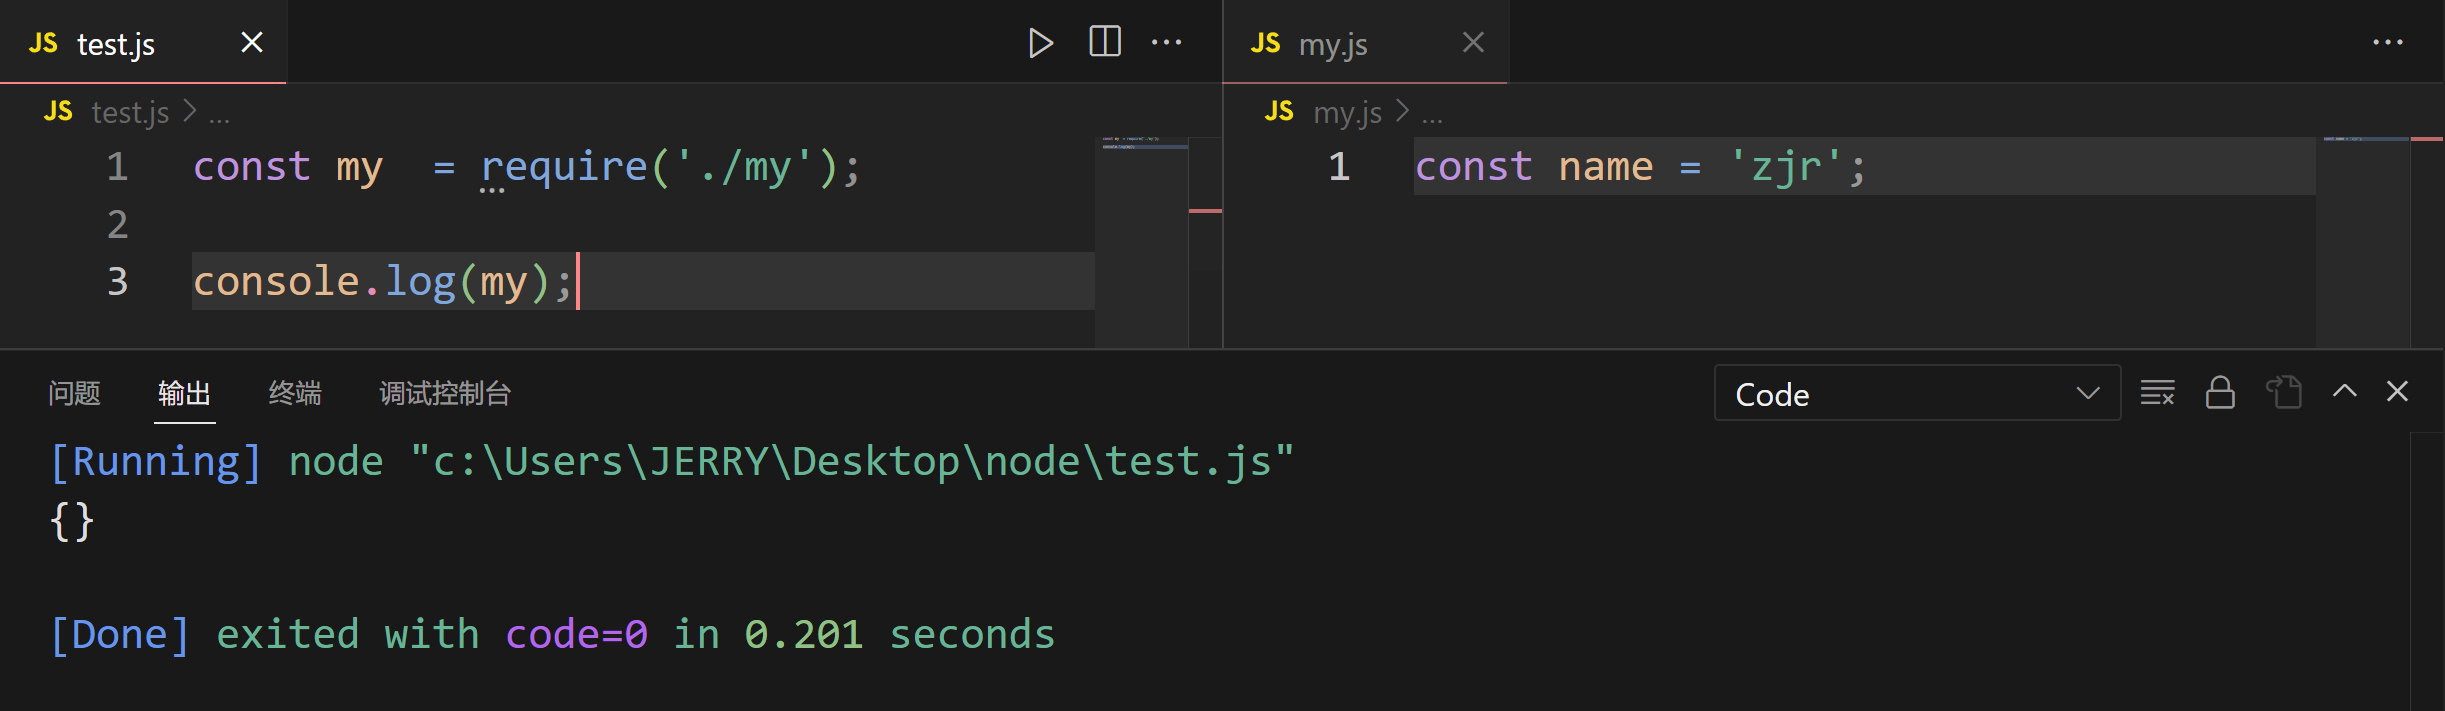 JS test.js
JS my.js
JS test.js > ...
JS my.js > ...
1 const my  = require('./my');
2
3 console.log(my);
1 const name = 'zjr';
问题 输出 终端 调试控制台
Code
[Running] node "c:\Users\JERRY\Desktop\node\test.js"
{}
[Done] exited with code=0 in 0.201 seconds